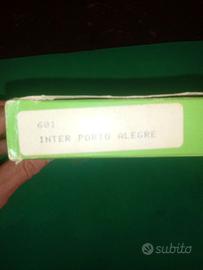 601
INTER PORTO ALEGRE
subito